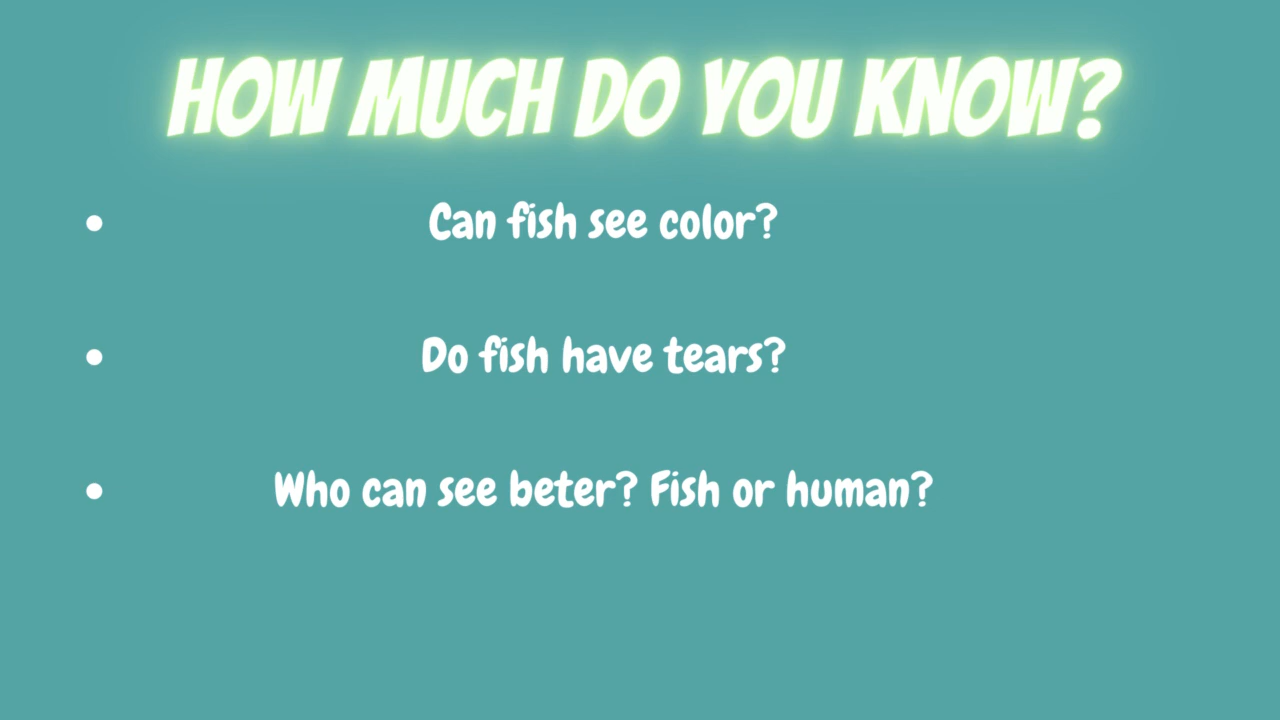 HOW MUCH DO YOU KNOW?
• Can fish see color?
• Do fish have tears?
• Who can see beter? Fish or human?